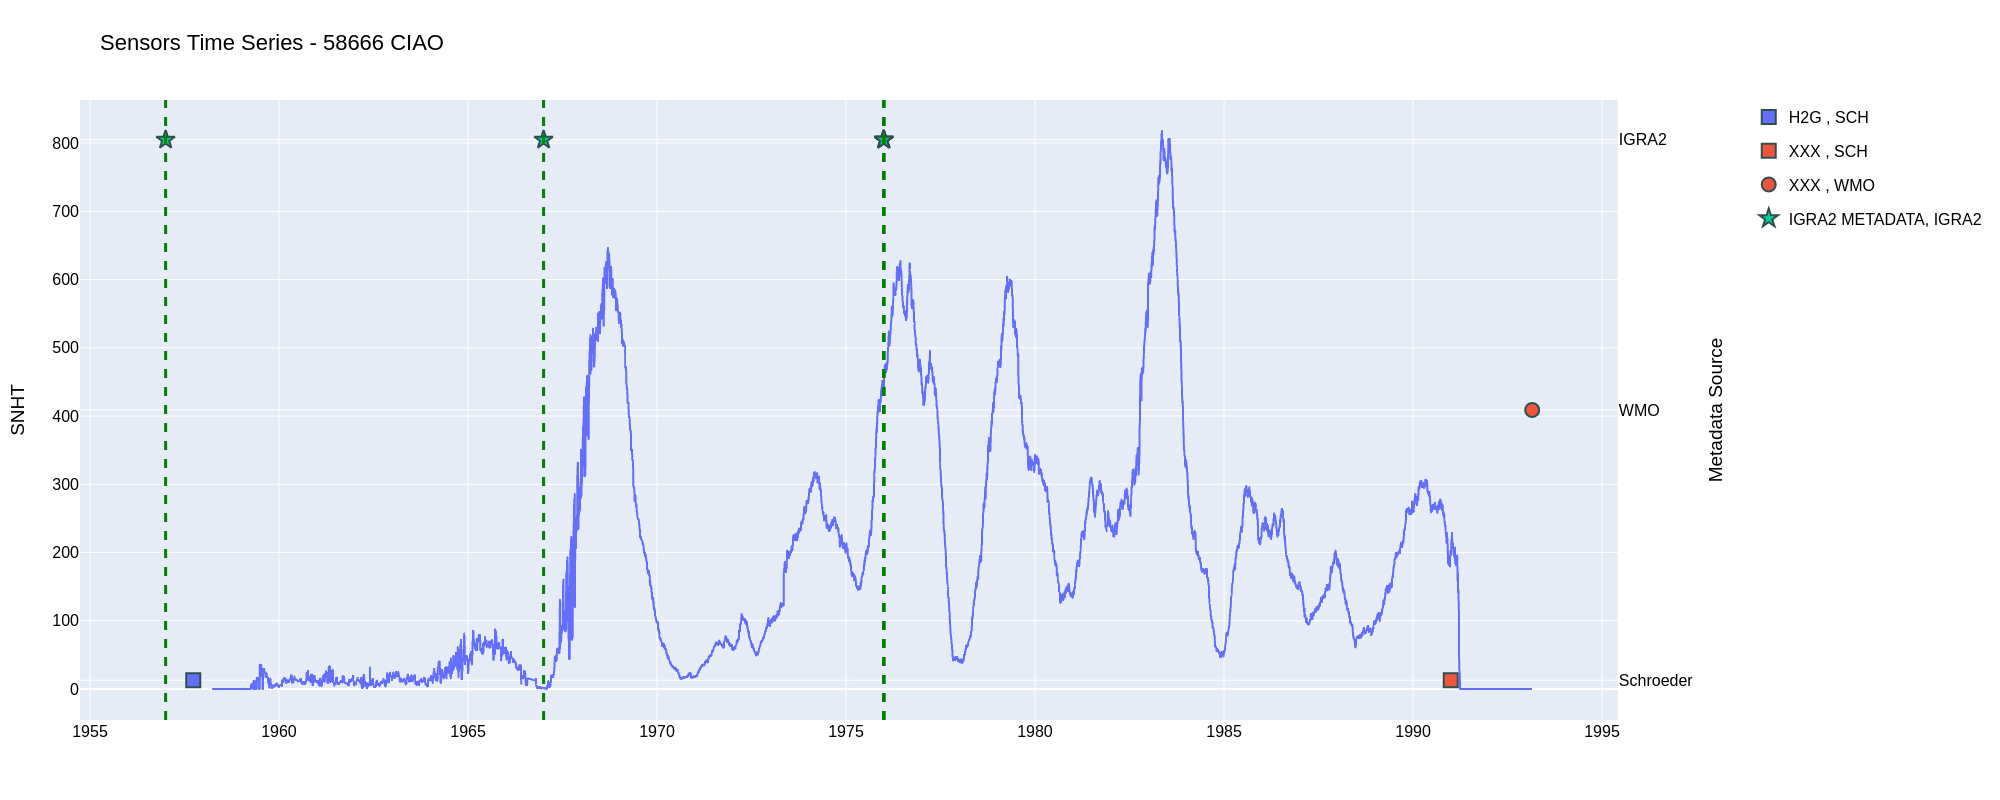 Sensors Time Series - 58666 CIAO
SNHT
800
700
600
500
400
300
200
100
0
1955
1960
1965
1970
1975
1980
1985
1990
1995
IGRA2
WMO
Schroeder
Metadata Source
H2G , SCH
XXX , SCH
XXX , WMO
IGRA2 METADATA, IGRA2